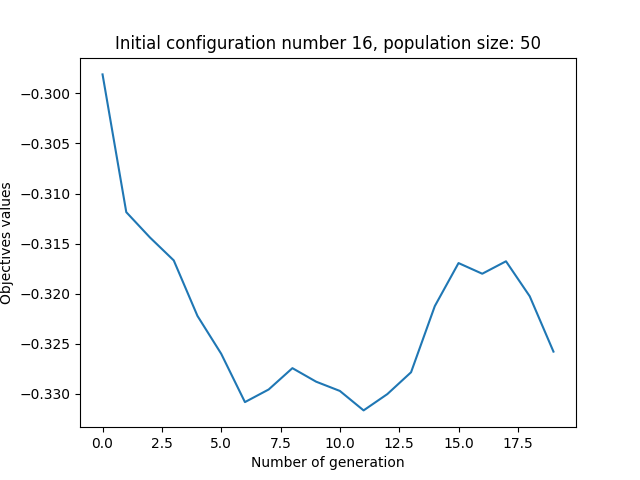 Initial configuration number 16, population size: 50
−0.300
−0.305
−0.310
−0.315
−0.320
−0.325
−0.330
Objectives values
0.0 2.5 5.0 7.5 10.0 12.5 15.0 17.5
Number of generation